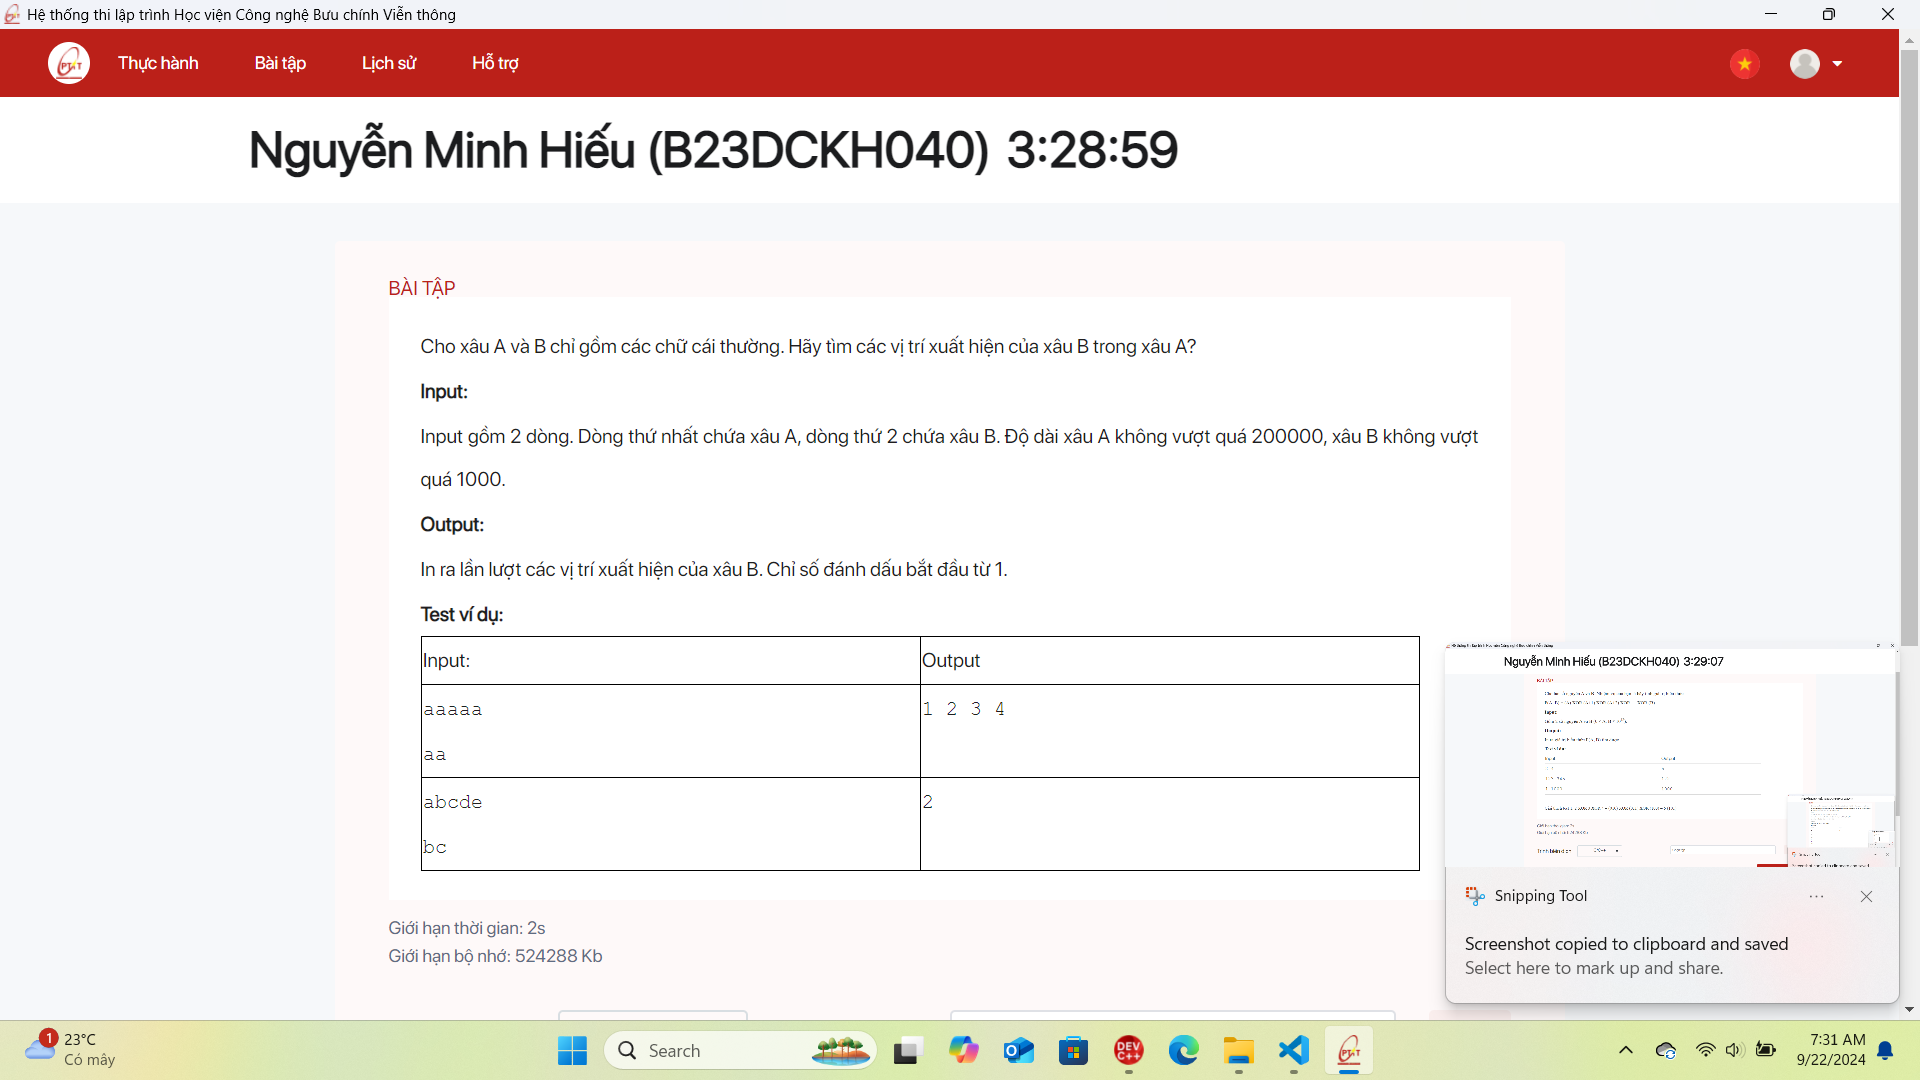 Hệ thống thi lập trình Học viện Công nghệ Bưu chính Viễn thông
PTIT Thực hành Bài tập Lịch sử Hỗ trợ
Nguyễn Minh Hiếu (B23DCKH040) 3:28:59
BÀI TẬP
Cho xâu A và B chỉ gồm các chữ cái thường. Hãy tìm các vị trí xuất hiện của xâu B trong xâu A?
Input:
Input gồm 2 dòng. Dòng thứ nhất chứa xâu A, dòng thứ 2 chứa xâu B. Độ dài xâu A không vượt quá 200000, xâu B không vượt
quá 1000.
Output:
In ra lần lượt các vị trí xuất hiện của xâu B. Chỉ số đánh dấu bắt đầu từ 1.
Test ví dụ:
Input: Output
aaaaa 1 2 3 4
aa
abcde 2
bc
Giới hạn thời gian: 2s
Giới hạn bộ nhớ: 524288 Kb
Nguyễn Minh Hiếu (B23DCKH040) 3:29:07
Snipping Tool
Screenshot copied to clipboard and saved
Select here to mark up and share.
1 23°C
Có mây
Search
DEV C++
7:31 AM
9/22/2024